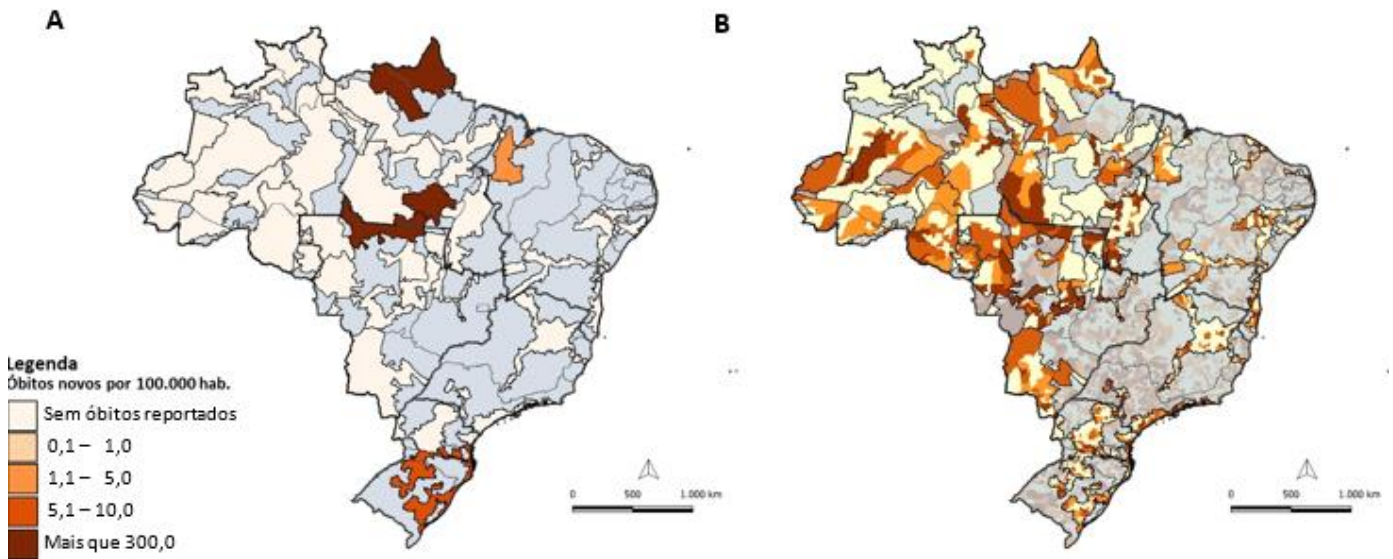 A
B
Legenda
Óbitos novos por 100.000 hab.
Sem óbitos reportados
0,1 – 1,0
1,1 – 5,0
5,1 – 10,0
Mais que 300,0
0 500 1.000 km
0 500 1.000 km